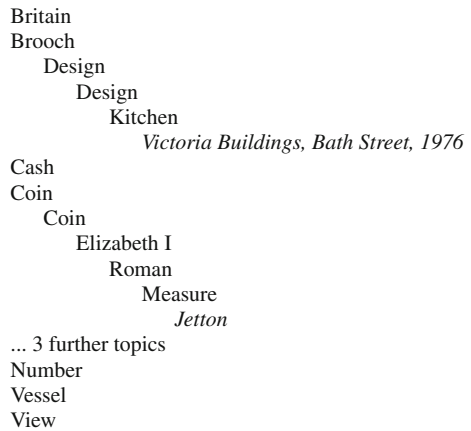 Britain
Brooch
Design
Design
Kitchen
Victoria Buildings, Bath Street, 1976
Cash
Coin
Coin
Elizabeth I
Roman
Measure
Jetton
... 3 further topics
Number
Vessel
View